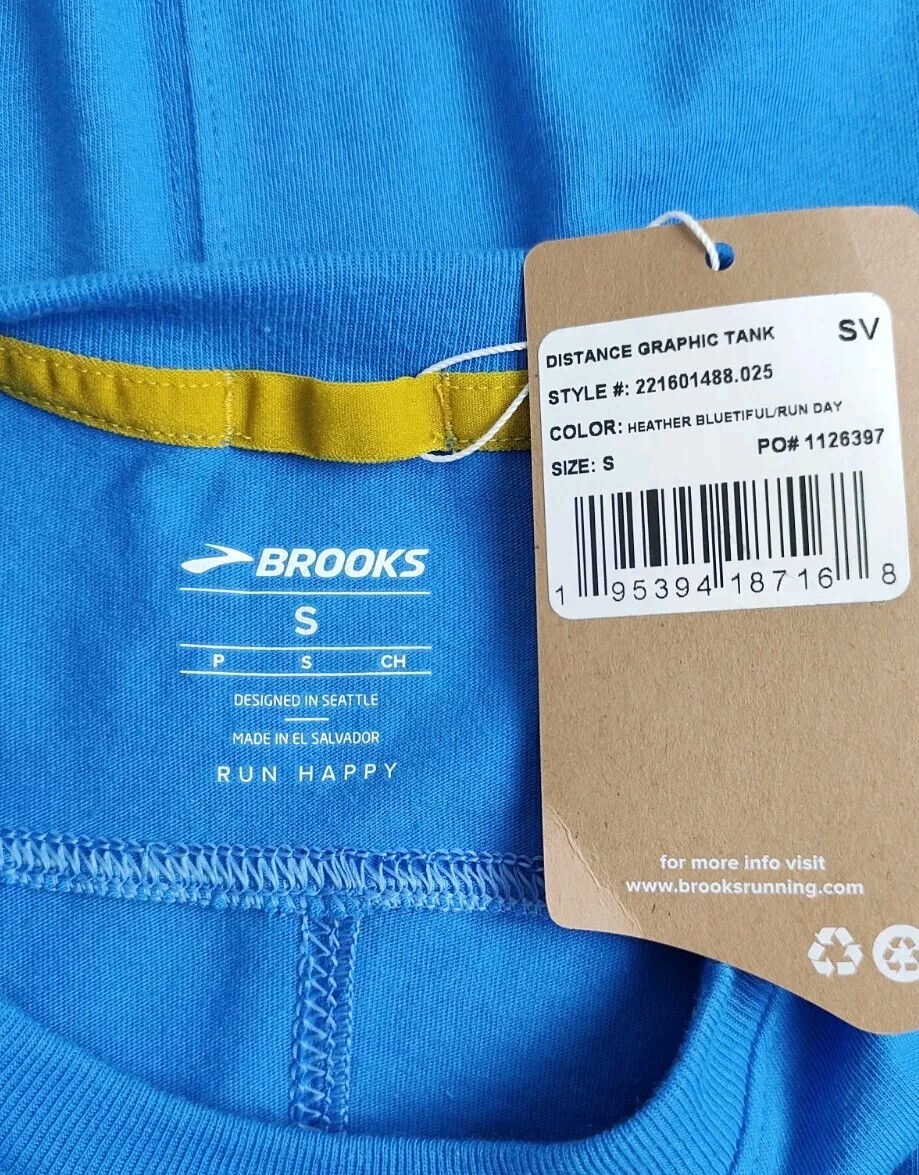 BROOKS
S
P S CH
DESIGNED IN SEATTLE
MADE IN EL SALVADOR
RUN HAPPY
SV
DISTANCE GRAPHIC TANK
STYLE #: 221601488.025
COLOR: HEATHER BLUETIFUL/RUN DAY
PO# 1126397
SIZE: S
1 95394 18716 8
for more info visit
www.brooksrunning.com